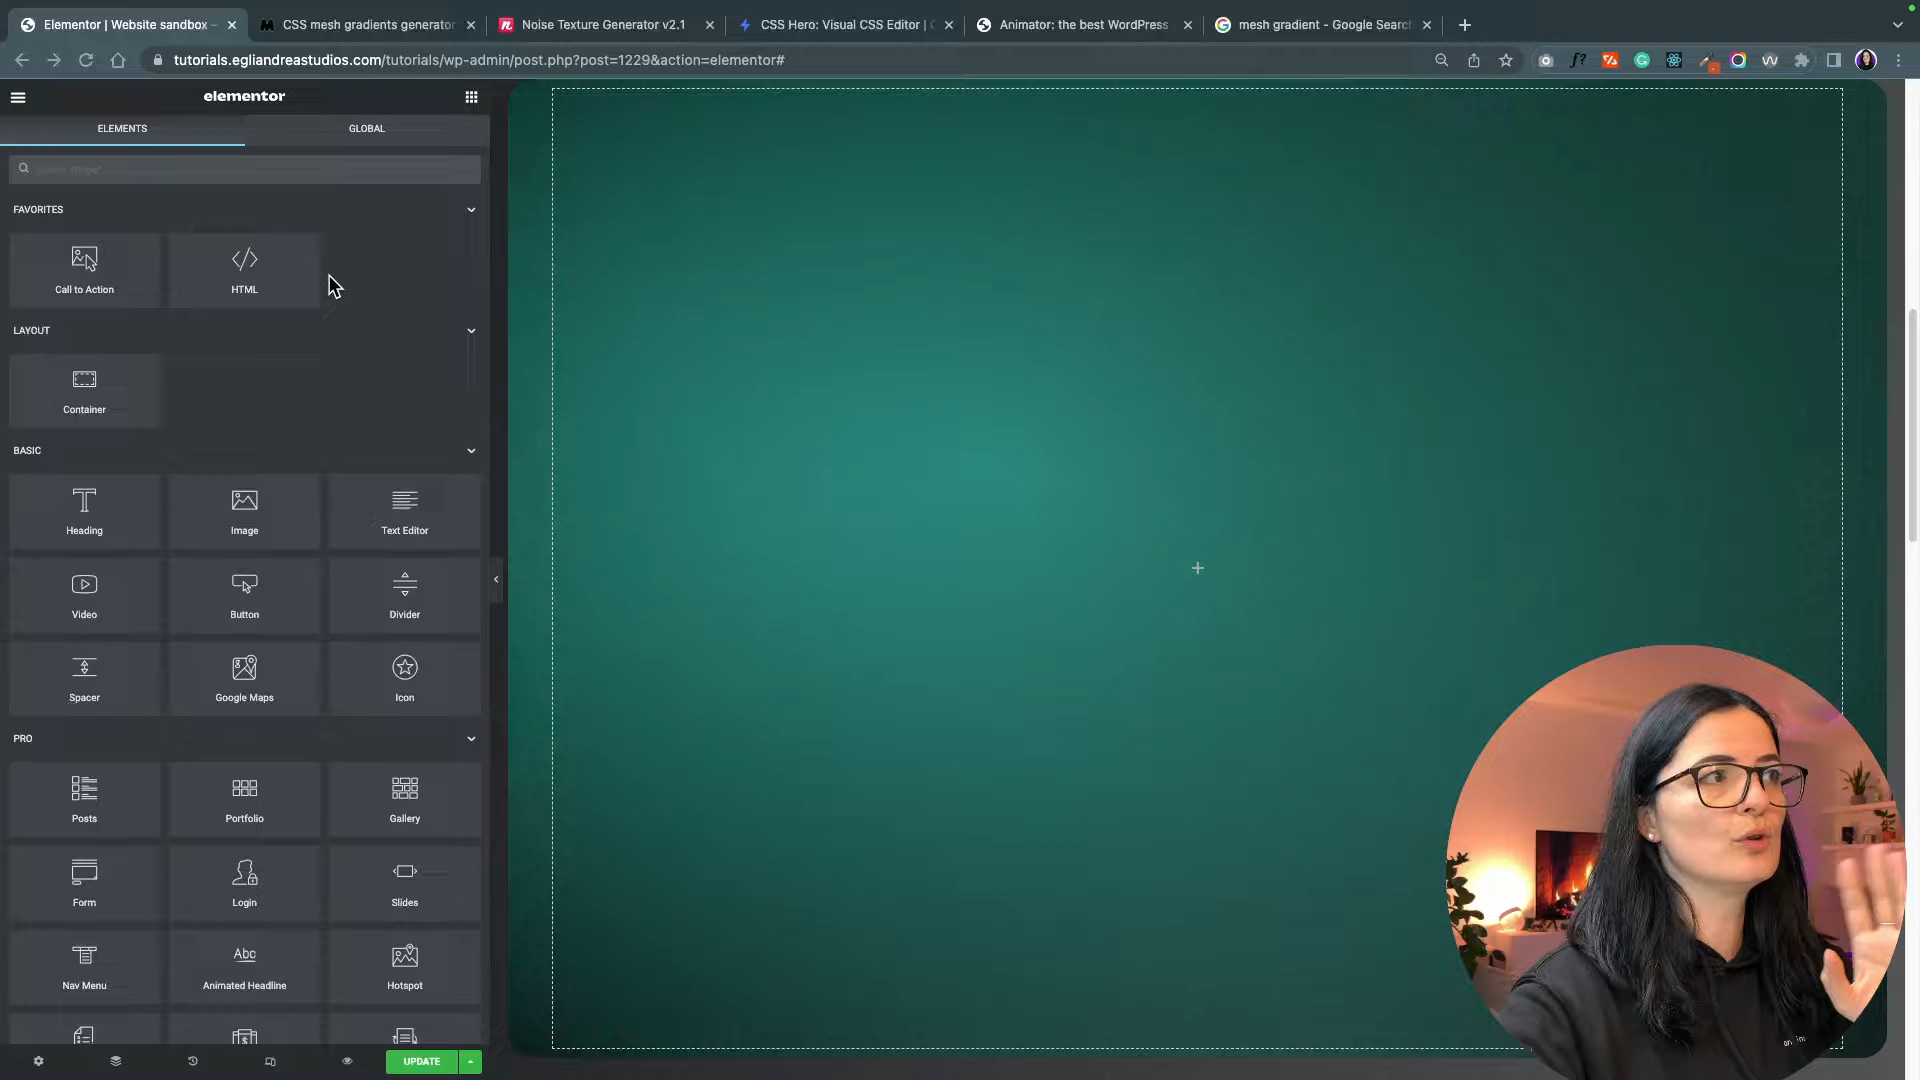 Elementor | Website sandbox –
CSS mesh gradients generator
Noise Texture Generator v2.1
CSS Hero: Visual CSS Editor | C
Animator: the best WordPress
mesh gradient - Google Search
tutorials.egliandreastudios.com/tutorials/wp-admin/post.php?post=1229&action=elementor#
elementor
ELEMENTS
GLOBAL
Search Widget...
FAVORITES
Call to Action
HTML
LAYOUT
Container
BASIC
Heading
Image
Text Editor
Video
Button
Divider
Spacer
Google Maps
Icon
PRO
Posts
Portfolio
Gallery
Form
Login
Slides
Nav Menu
Abc
Animated Headline
Hotspot
UPDATE